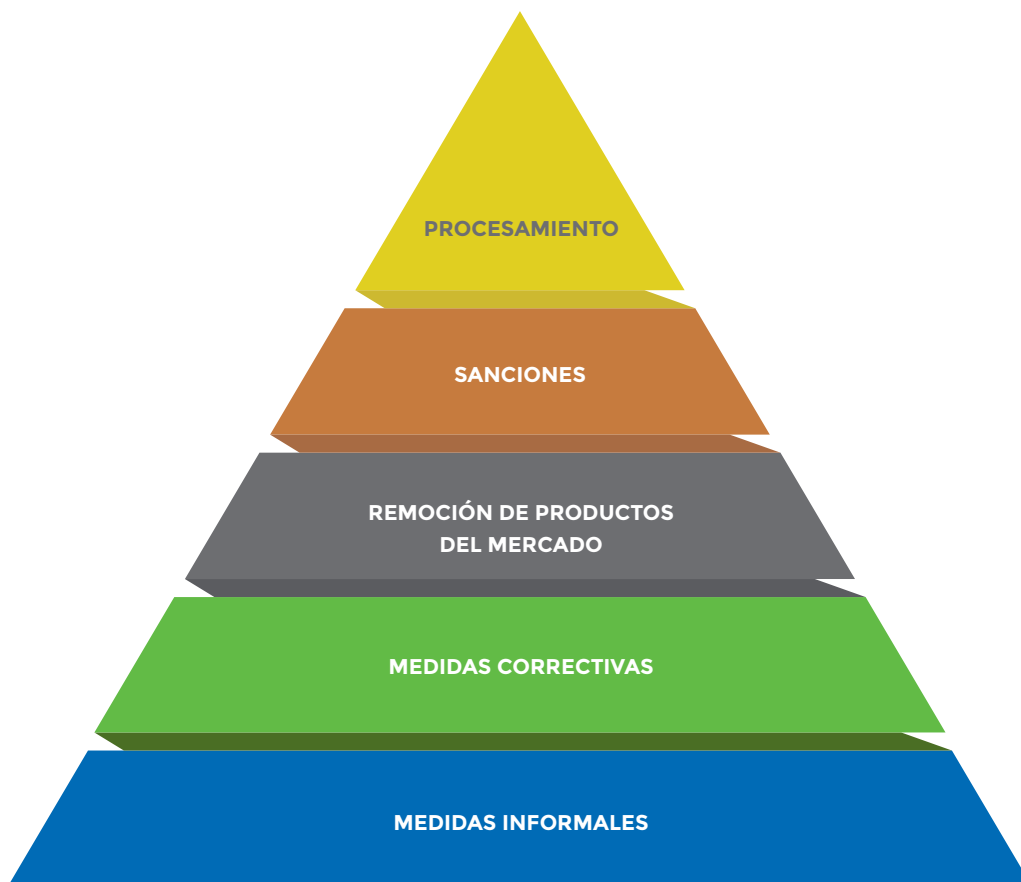 PROCESAMIENTO
SANCIONES
REMOCIÓN DE PRODUCTOS
DEL MERCADO
MEDIDAS CORRECTIVAS
MEDIDAS INFORMALES